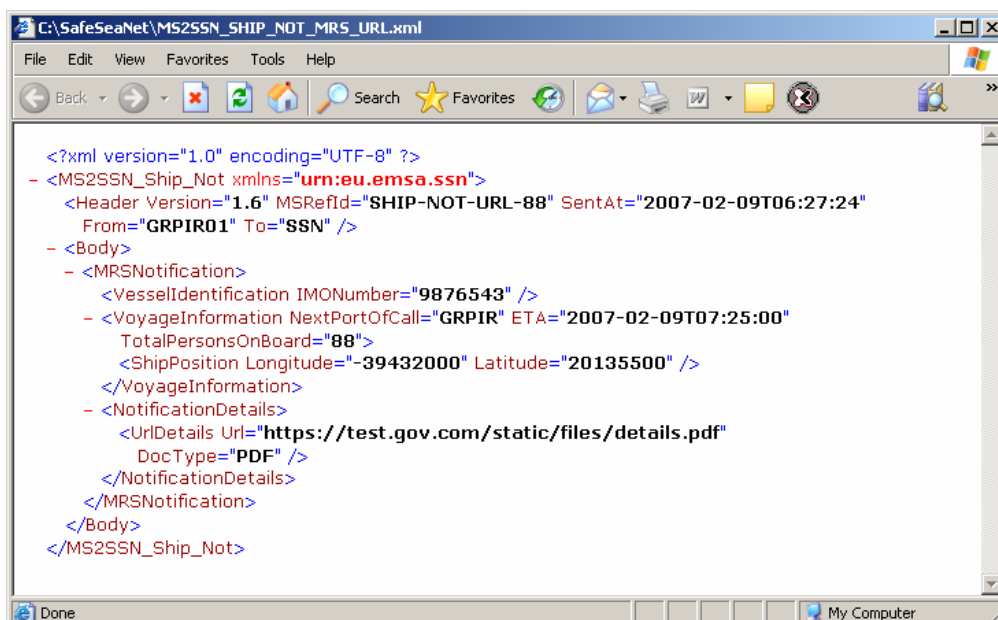 C:\SafeSeaNet\MS2SSN_SHIP_NOT_MRS_URL.xml
File Edit View Favorites Tools Help
Back Search Favorites »
<?xml version="1.0" encoding="UTF-8" ?>
- <MS2SSN_Ship_Not xmlns="urn:eu.emsa.ssn">
<Header Version="1.6" MSRefId="SHIP-NOT-URL-88" SentAt="2007-02-09T06:27:24"
From="GRPIR01" To="SSN" />
- <Body>
- <MRSNotification>
<VesselIdentification IMONumber="9876543" />
- <VoyageInformation NextPortOfCall="GRPIR" ETA="2007-02-09T07:25:00"
TotalPersonsOnBoard="88">
<ShipPosition Longitude="-39432000" Latitude="20135500" />
</VoyageInformation>
- <NotificationDetails>
<UrlDetails Url="https://test.gov.com/static/files/details.pdf"
DocType="PDF" />
</NotificationDetails>
</MRSNotification>
</Body>
</MS2SSN_Ship_Not>
Done My Computer